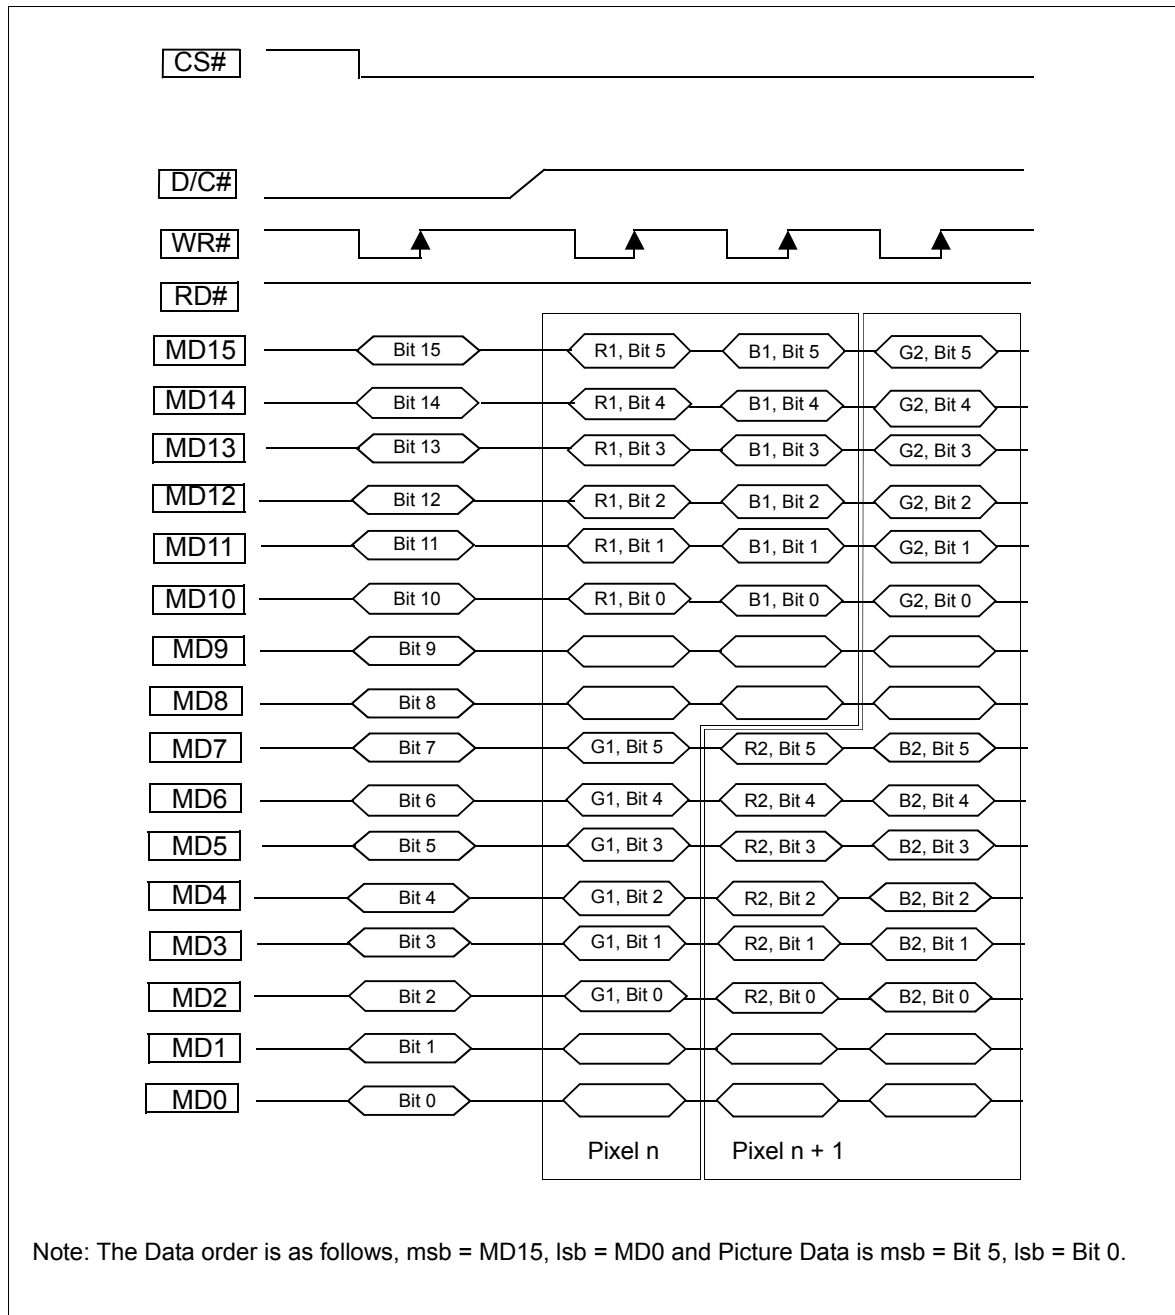 CS#
D/C#
WR#
RD#
MD15 Bit 15 R1, Bit 5 B1, Bit 5 G2, Bit 5
MD14 Bit 14 R1, Bit 4 B1, Bit 4 G2, Bit 4
MD13 Bit 13 R1, Bit 3 B1, Bit 3 G2, Bit 3
MD12 Bit 12 R1, Bit 2 B1, Bit 2 G2, Bit 2
MD11 Bit 11 R1, Bit 1 B1, Bit 1 G2, Bit 1
MD10 Bit 10 R1, Bit 0 B1, Bit 0 G2, Bit 0
MD9 Bit 9
MD8 Bit 8
MD7 Bit 7 G1, Bit 5 R2, Bit 5 B2, Bit 5
MD6 Bit 6 G1, Bit 4 R2, Bit 4 B2, Bit 4
MD5 Bit 5 G1, Bit 3 R2, Bit 3 B2, Bit 3
MD4 Bit 4 G1, Bit 2 R2, Bit 2 B2, Bit 2
MD3 Bit 3 G1, Bit 1 R2, Bit 1 B2, Bit 1
MD2 Bit 2 G1, Bit 0 R2, Bit 0 B2, Bit 0
MD1 Bit 1
MD0 Bit 0
Pixel n Pixel n + 1
Note: The Data order is as follows, msb = MD15, lsb = MD0 and Picture Data is msb = Bit 5, lsb = Bit 0.